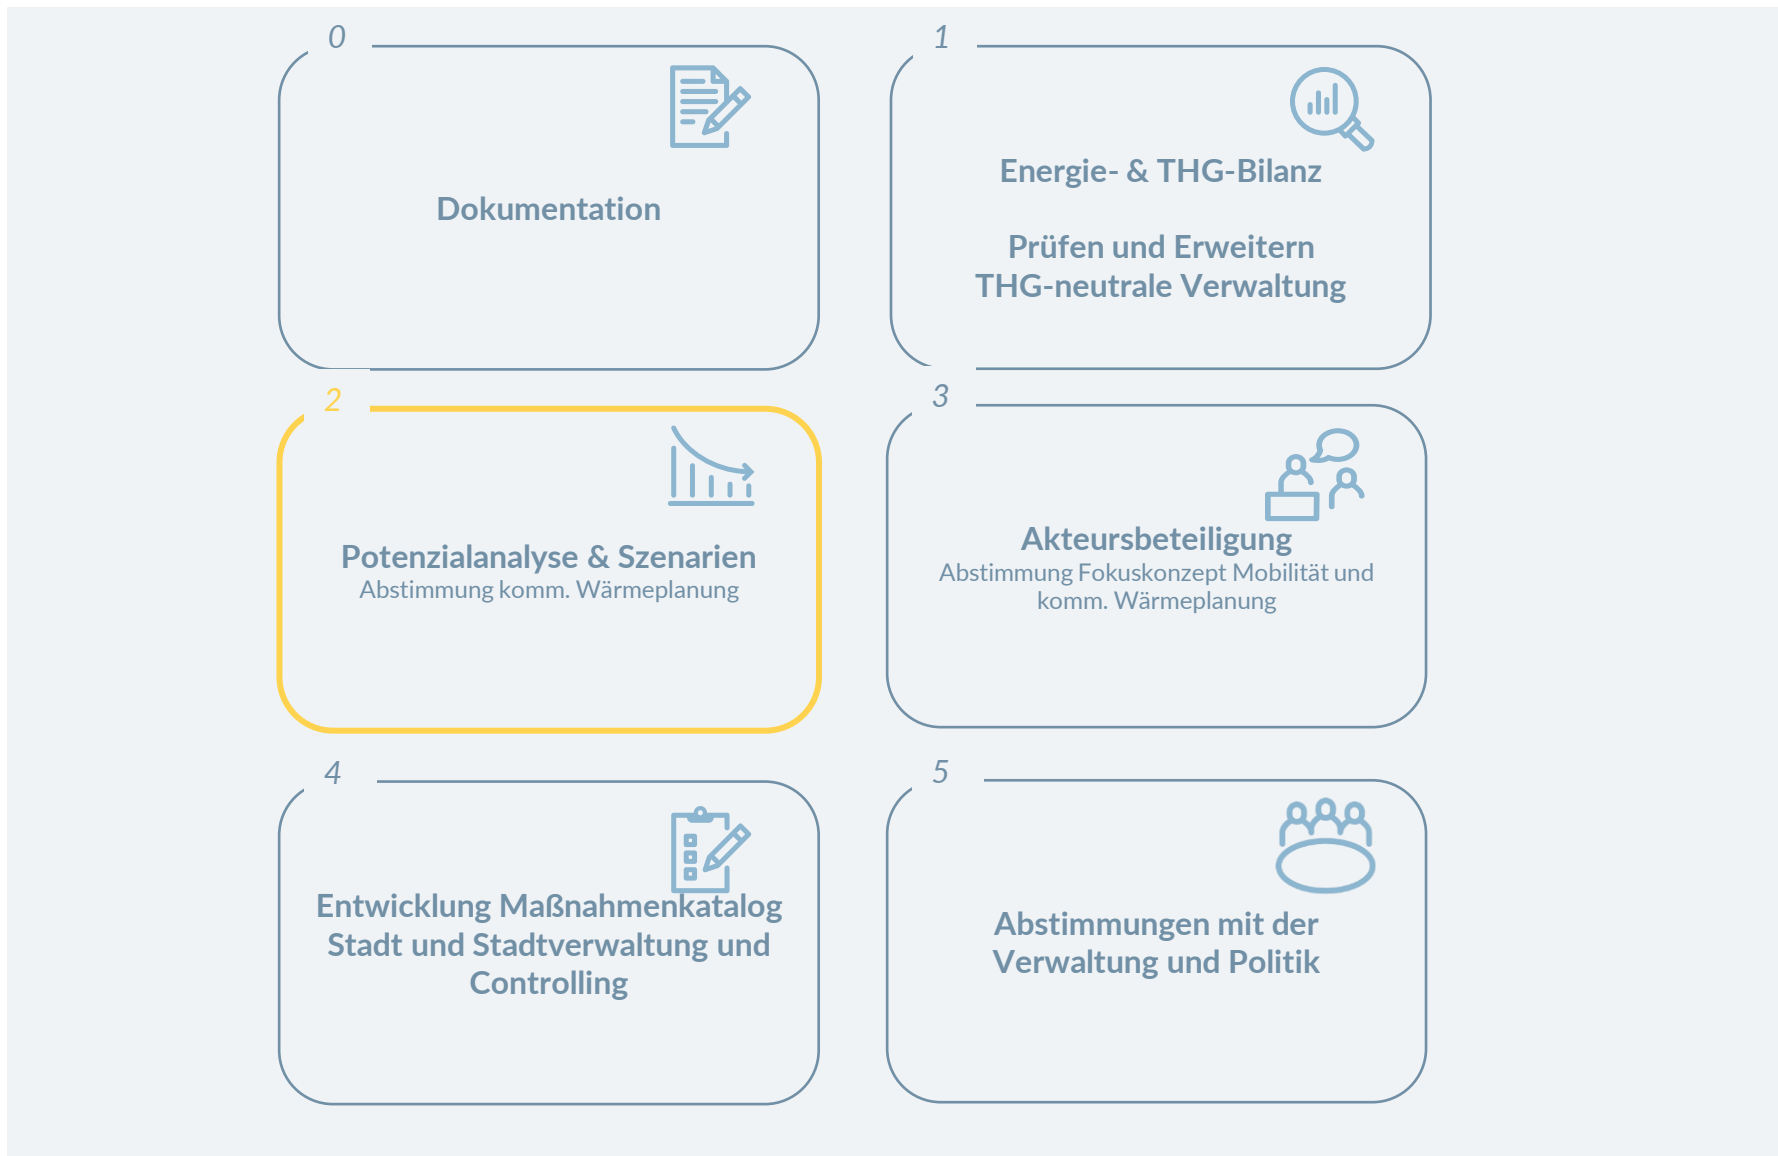 0
Dokumentation
1
Energie- & THG-Bilanz
Prüfen und Erweitern
THG-neutrale Verwaltung
2
Potenzialanalyse & Szenarien
Abstimmung komm. Wärmeplanung
3
Akteursbeteiligung
Abstimmung Fokuskonzept Mobilität und
komm. Wärmeplanung
4
Entwicklung Maßnahmenkatalog
Stadt und Stadtverwaltung und
Controlling
5
Abstimmungen mit der
Verwaltung und Politik